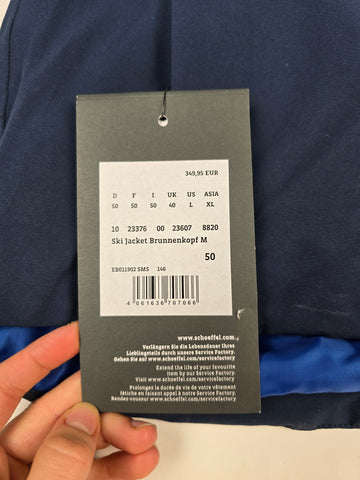 349,95 EUR
D F I UK US ASIA
50 50 50 40 L XL
10 23376 00 23607 8820
Ski Jacket Brunnenkopf M
50
EB011902 SMS 146
4 061636 707066
www.schoeffel.com
Verlängern Sie die Lebensdauer Ihres
Lieblingsteils durch unsere Service Factory.
Gehen Sie auf www.schoeffel.com/servicefactory
Extend the life of your favourite
item by our Service Factory.
Visit www.schoeffel.com/servicefactory
Prolongez la durée de vie de votre vêtement
fétiche en faisant appel à notre Service Factory.
Rendez-vouseur www.schoeffel.com/servicefactory